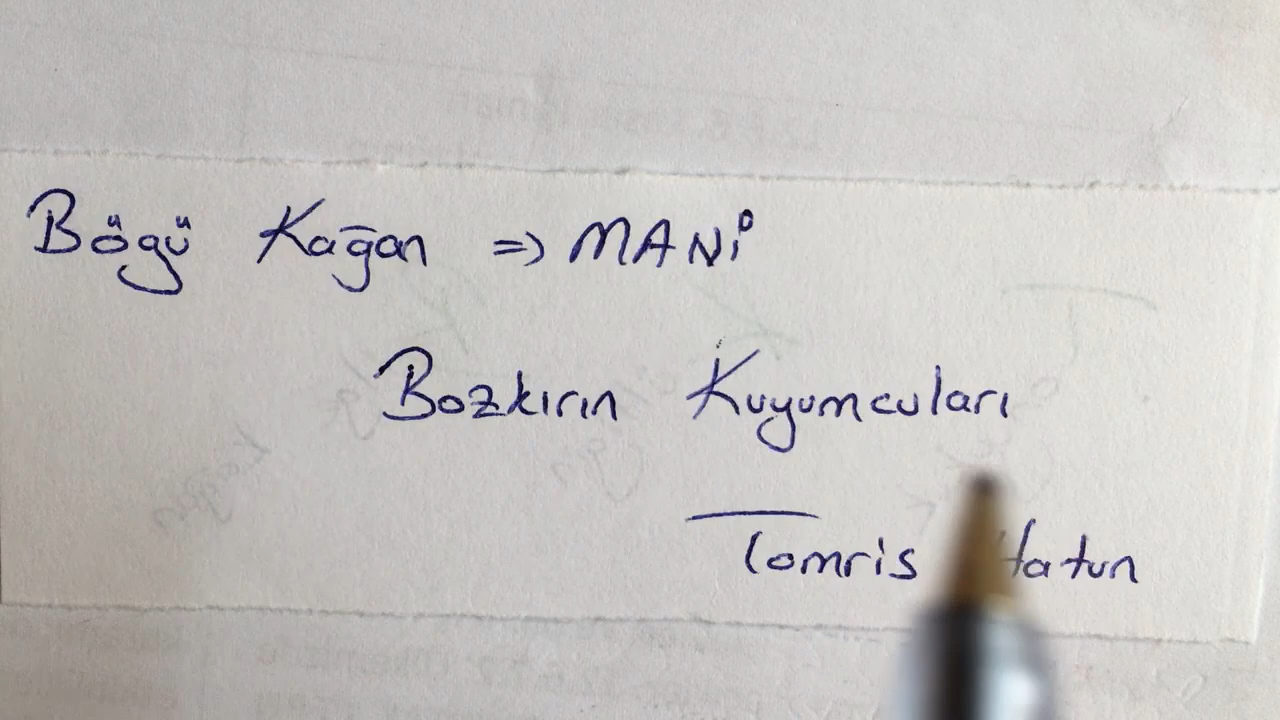 Bögü Kağan => MANİ
Bozkırın Kuyumcuları
Tomris Hatun